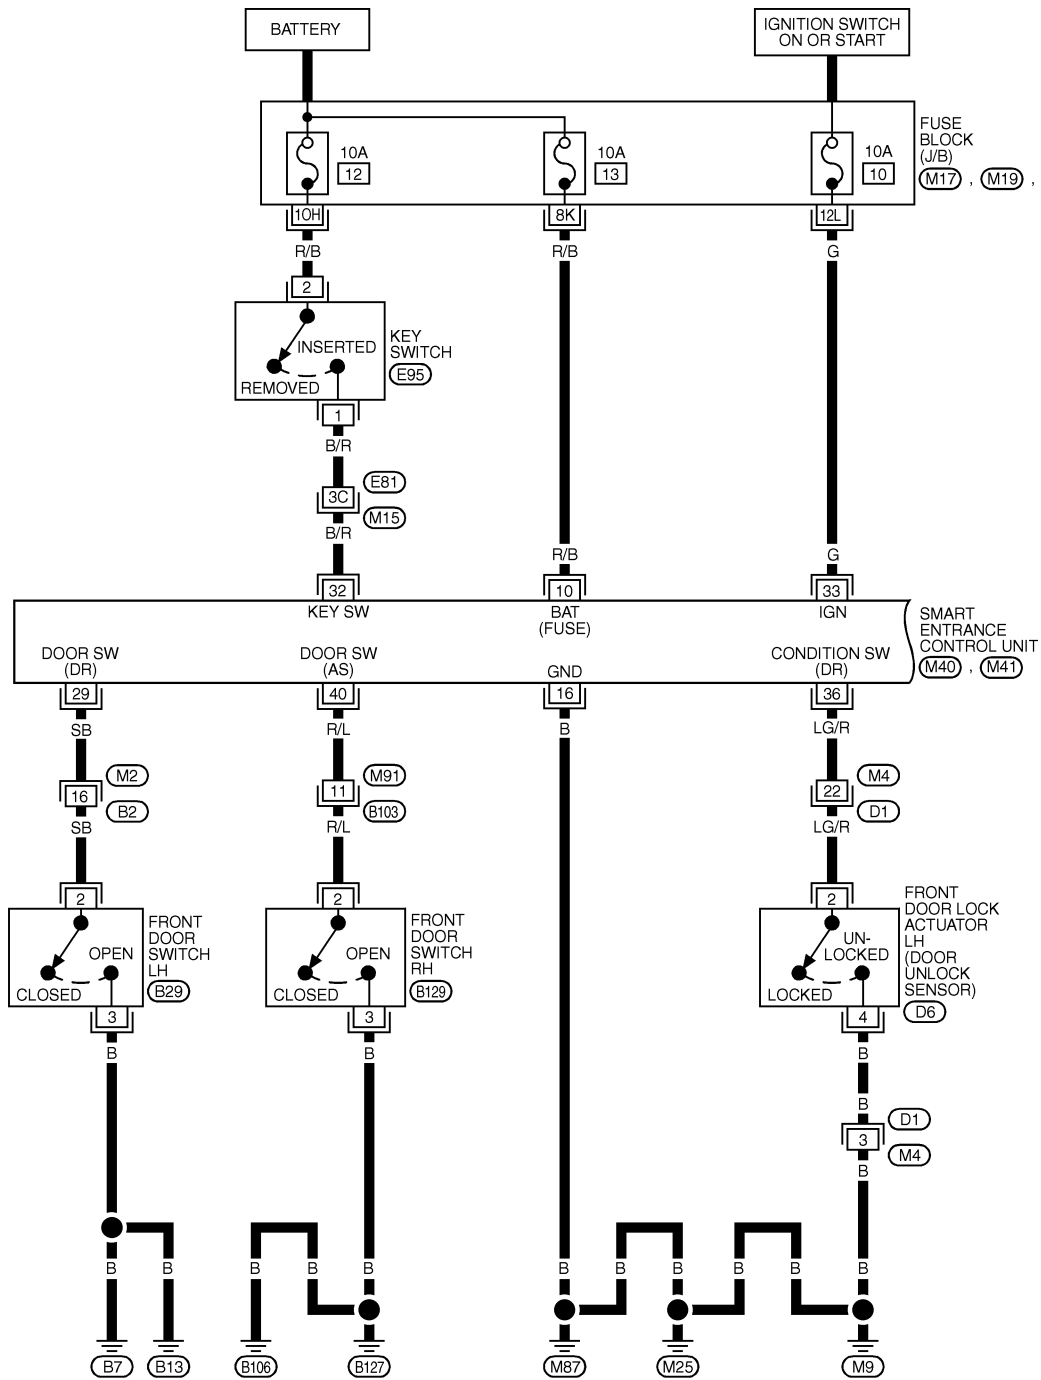 BATTERY
IGNITION SWITCH
ON OR START
10A
12
10A
13
10A
10
FUSE
BLOCK
(J/B)
M17 , M19 ,
10H
8K
12L
R/B
R/B
G
2
INSERTED
REMOVED
KEY
SWITCH
E95
1
B/R
E81
3C
M15
B/R
R/B
G
32
10
33
KEY SW
BAT
(FUSE)
IGN
SMART
ENTRANCE
CONTROL UNIT
M40 , M41
DOOR SW
(DR)
DOOR SW
(AS)
GND
CONDITION SW
(DR)
29
40
16
36
SB
R/L
B
LG/R
M2
16
B2
M91
11
B103
M4
22
D1
SB
R/L
LG/R
2
2
2
OPEN
CLOSED
FRONT
DOOR
SWITCH
LH
B29
OPEN
CLOSED
FRONT
DOOR
SWITCH
RH
B129
UN-
LOCKED
LOCKED
FRONT
DOOR LOCK
ACTUATOR
LH
(DOOR
UNLOCK
SENSOR)
D6
3
3
4
B
B
B
B
D1
3
M4
B
B
B
B
B
B
B
B
B
B
B
B
B7
B13
B106
B127
M87
M25
M9